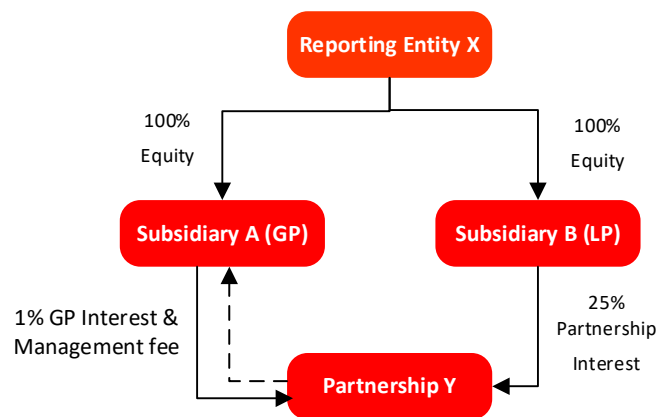 Reporting Entity X
100%
Equity
100%
Equity
Subsidiary A (GP)
Subsidiary B (LP)
1% GP Interest &
Management fee
25%
Partnership
Interest
Partnership Y